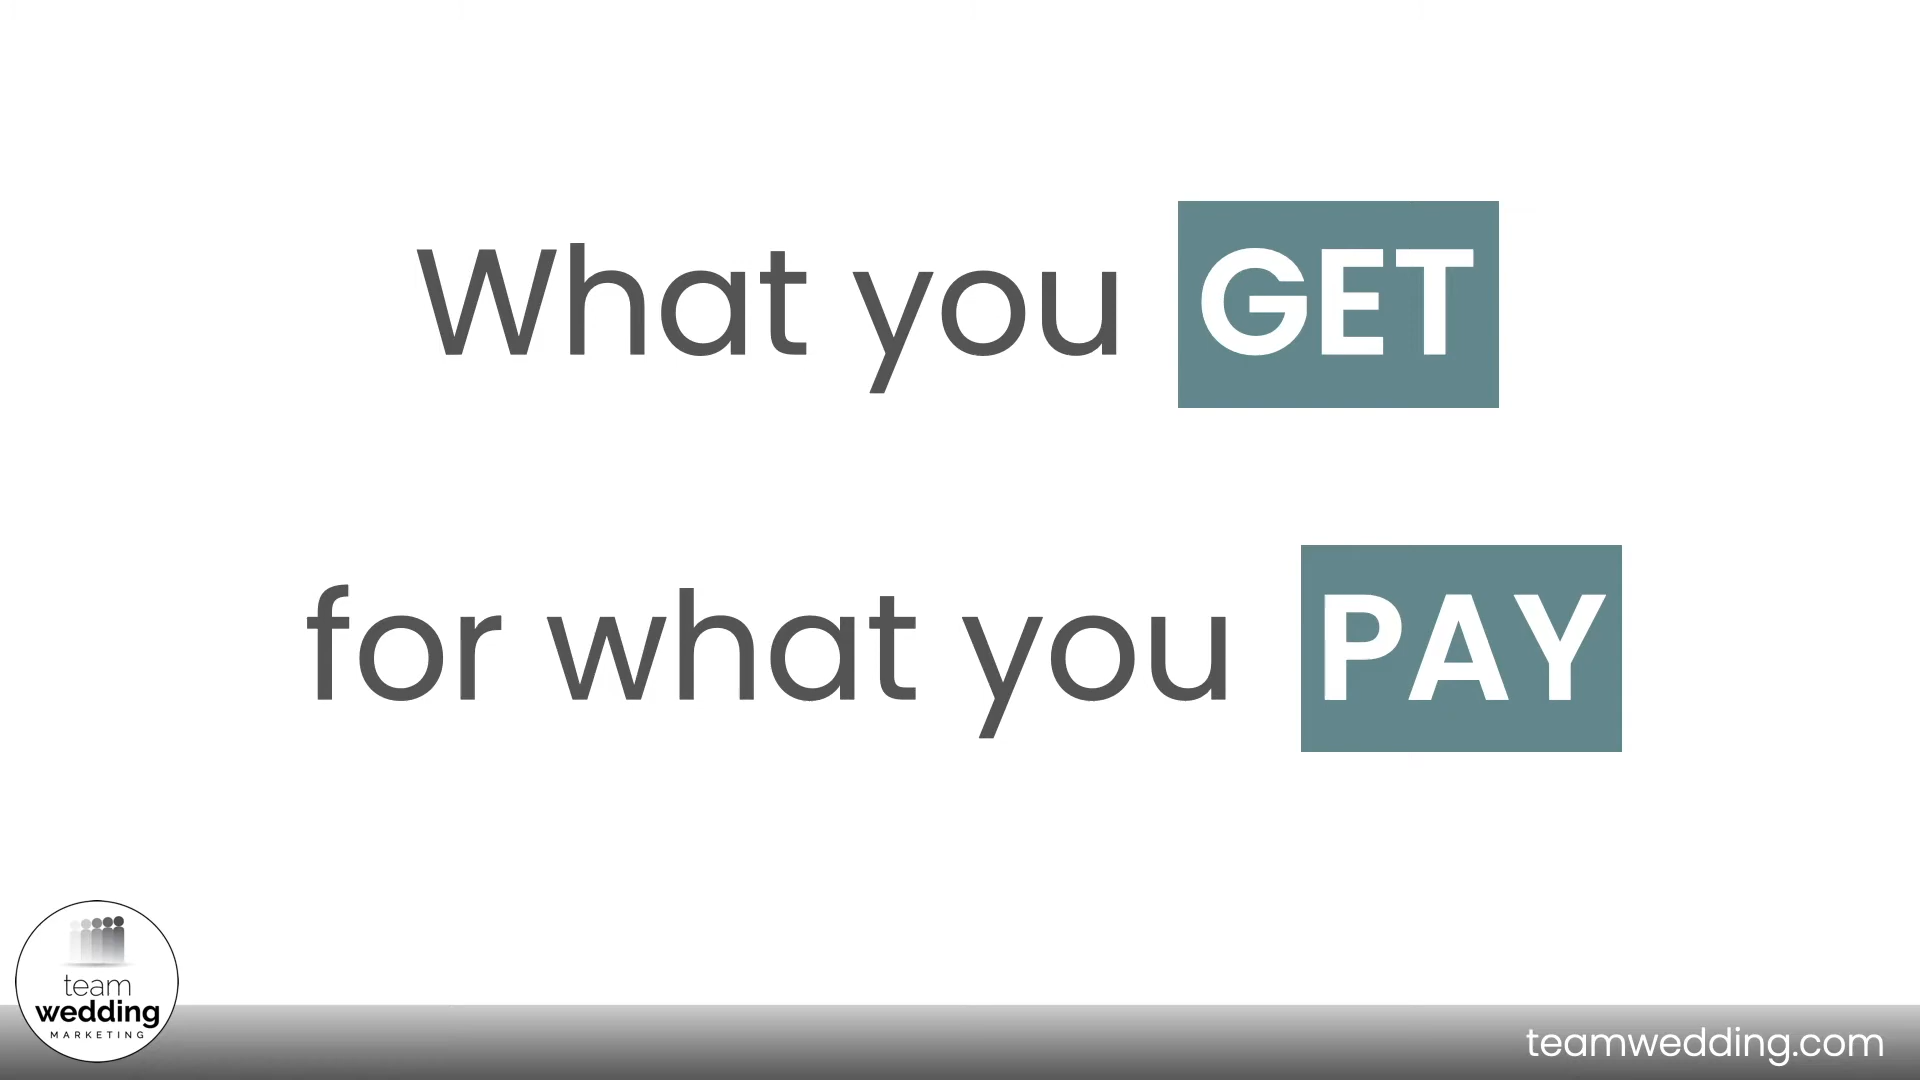 What you GET
for what you PAY
team
wedding
MARKETING
teamwedding.com